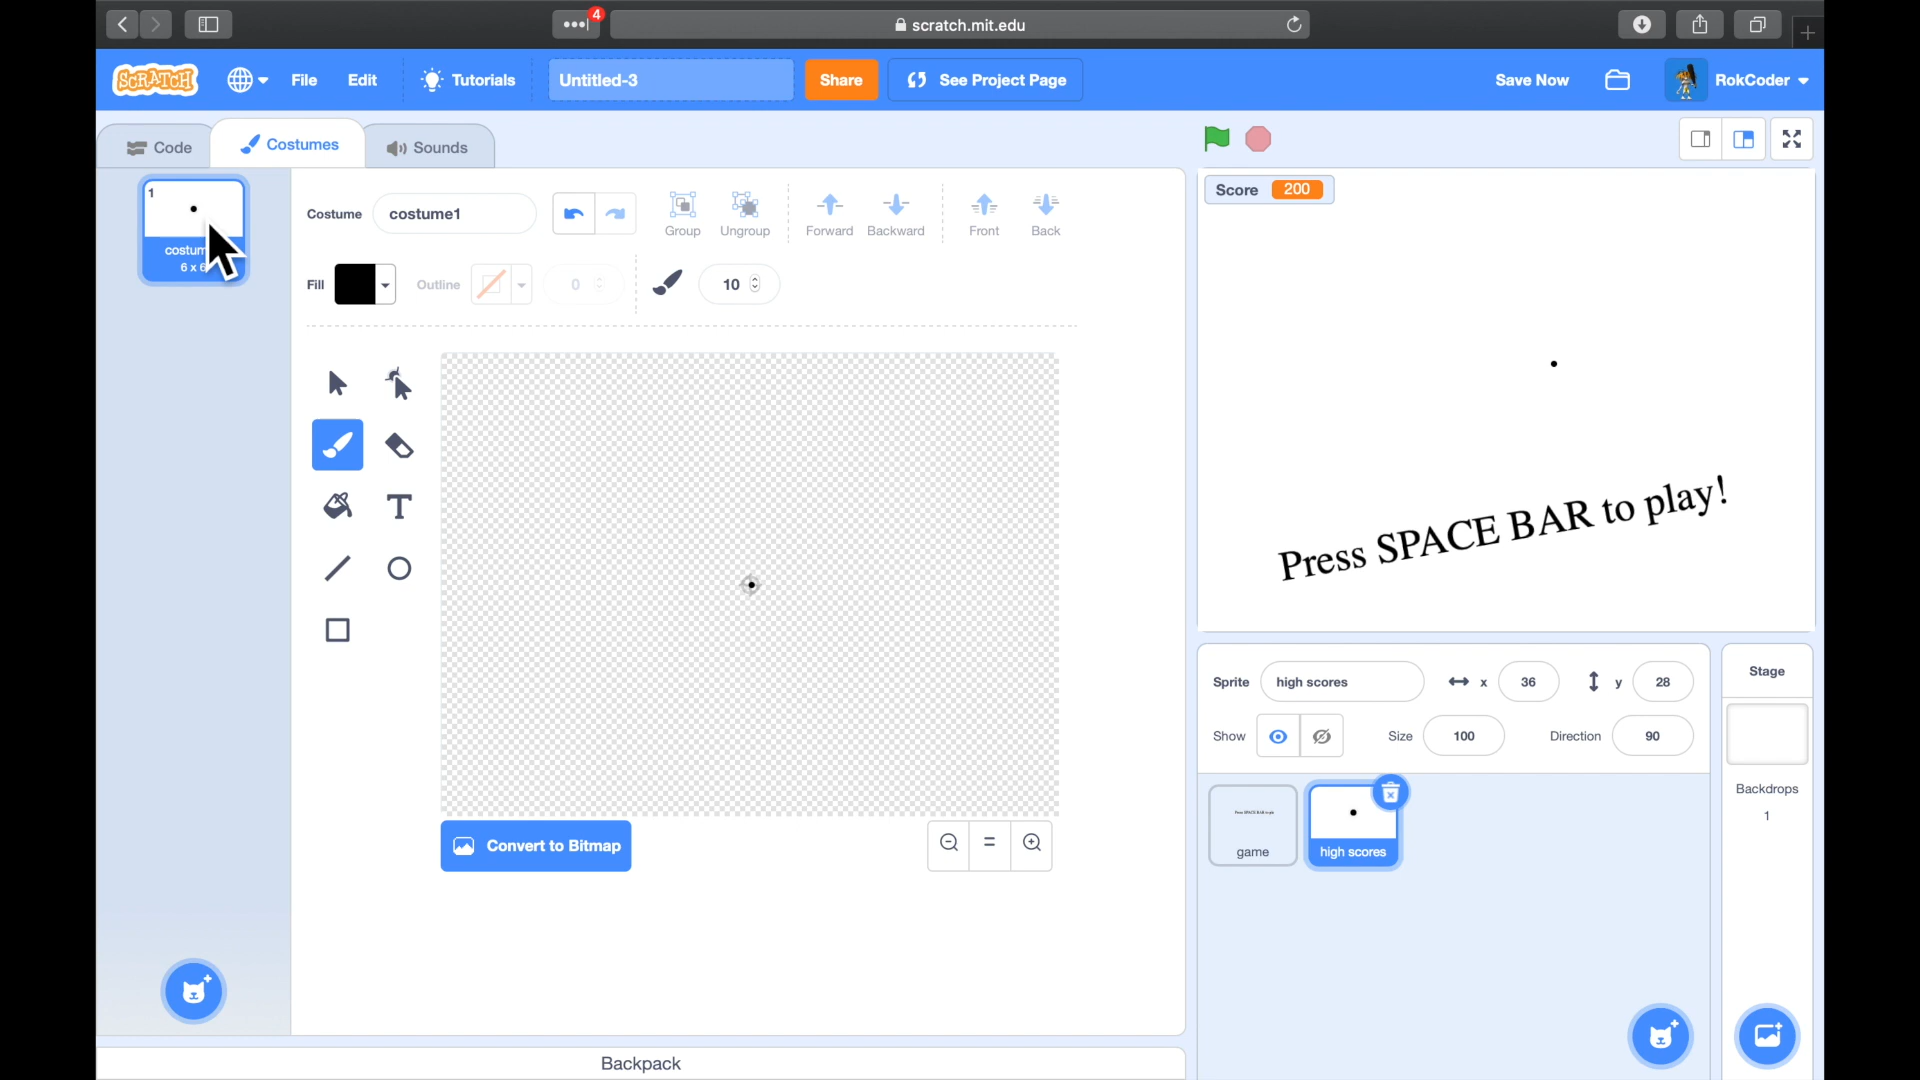 4
scratch.mit.edu
SCRATCH
File
Edit
Tutorials
Untitled-3
Share
See Project Page
Save Now
RokCoder
Code
Costumes
Sounds
1
6 x 6
Costume
costume1
Group
Ungroup
Forward
Backward
Front
Back
Fill
Outline
0
10
Convert to Bitmap
Backpack
Score 200
Press SPACE BAR to play!
Sprite
high scores
x
36
y
28
Show
Size
100
Direction
90
game
high scores
Stage
Backdrops
1